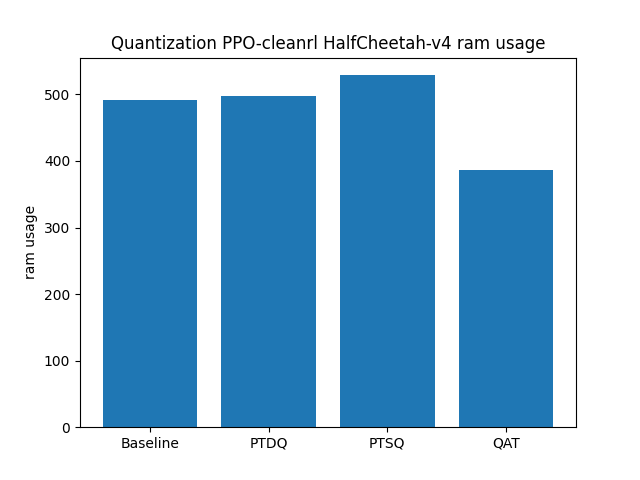 Quantization PPO-cleanrl HalfCheetah-v4 ram usage
ram usage
500
400
300
200
100
0
Baseline PTDQ PTSQ QAT